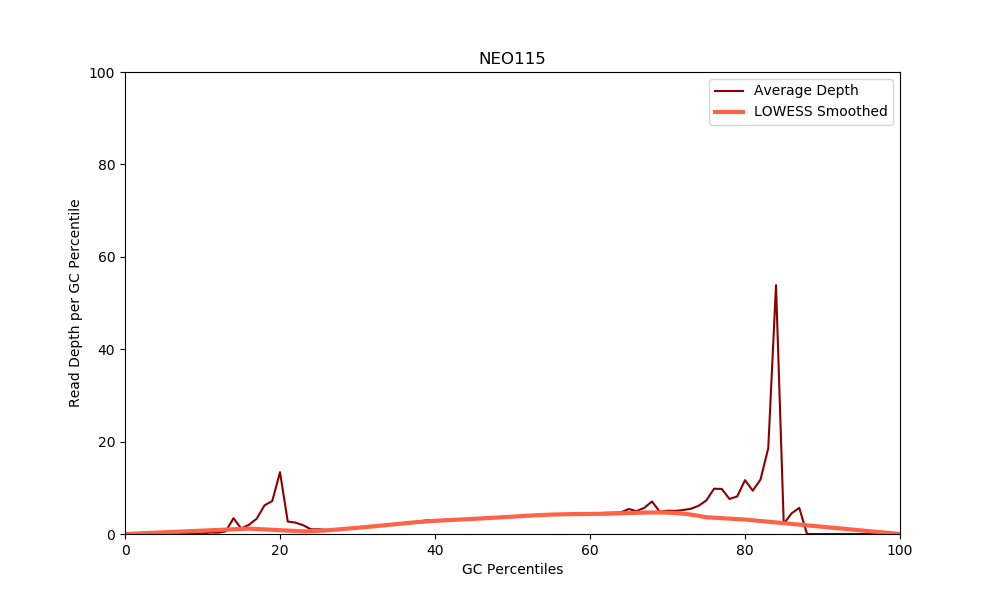 NEO115
Average Depth
LOWESS Smoothed
Read Depth per GC Percentile
100
80
60
40
20
0
0 20 40 60 80 100
GC Percentiles